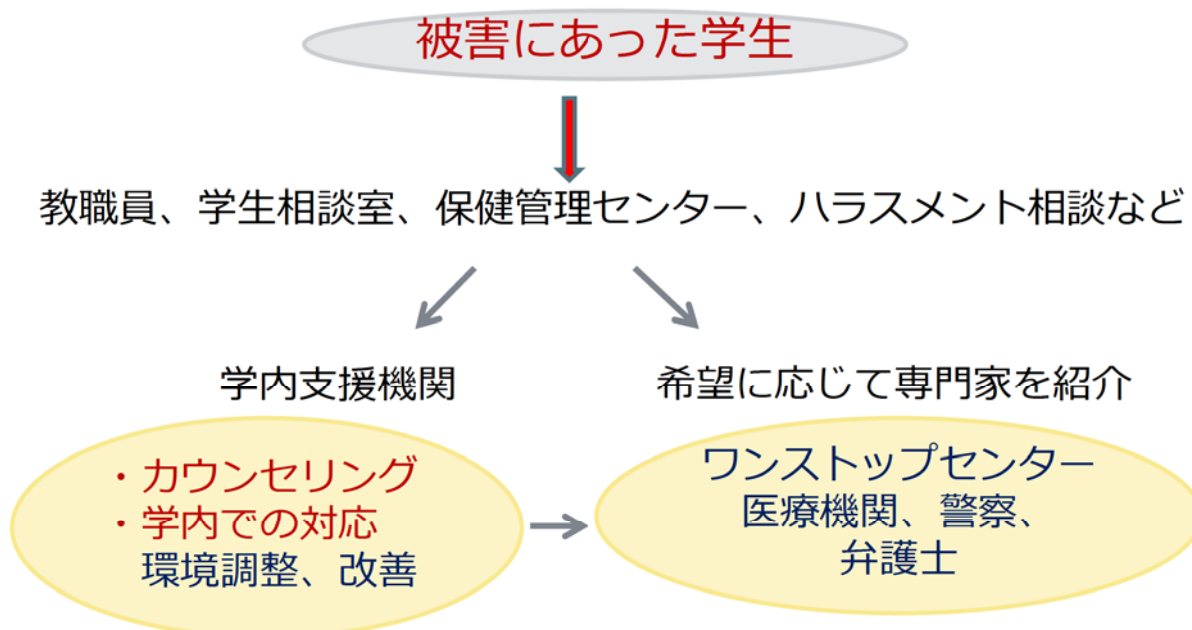 被害にあった学生
教職員、学生相談室、保健管理センター、ハラスメント相談など
学内支援機関
・カウンセリング
・学内での対応
環境調整、改善
希望に応じて専門家を紹介
ワンストップセンター
医療機関、警察、
弁護士